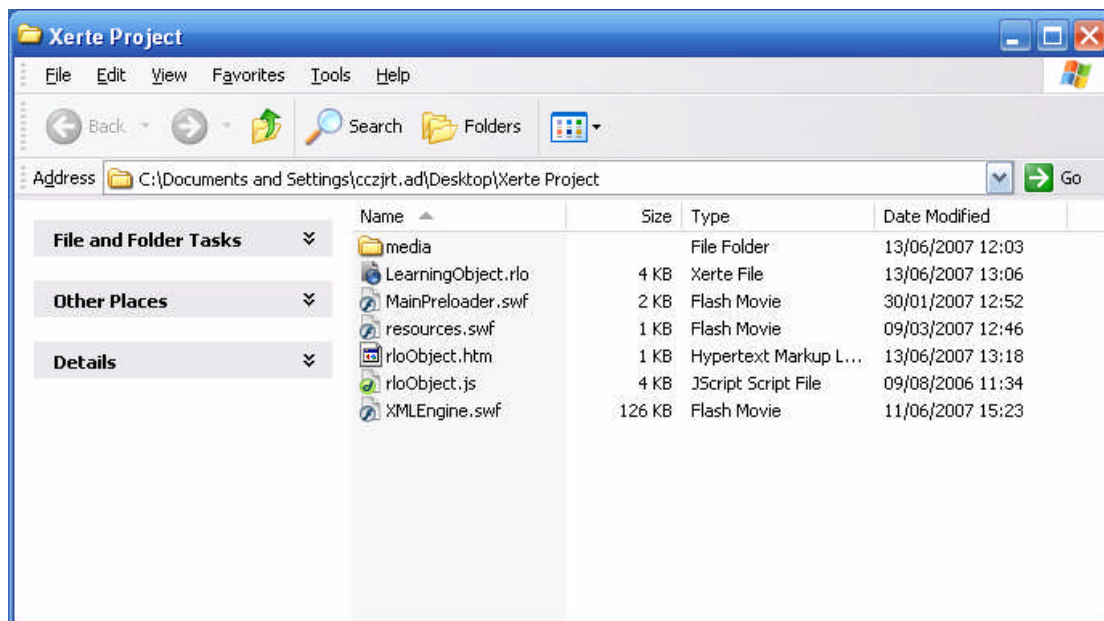 Xerte Project
File Edit View Favorites Tools Help
Back Search Folders
Address C:\Documents and Settings\cczjrt.ad\Desktop\Xerte Project Go
File and Folder Tasks
Other Places
Details
Name Size Type Date Modified
media File Folder 13/06/2007 12:03
LearningObject.rlo 4 KB Xerte File 13/06/2007 13:06
MainPreloader.swf 2 KB Flash Movie 30/01/2007 12:52
resources.swf 1 KB Flash Movie 09/03/2007 12:46
rloObject.htm 1 KB Hypertext Markup L... 13/06/2007 13:18
rloObject.js 4 KB JScript Script File 09/08/2006 11:34
XMLEngine.swf 126 KB Flash Movie 11/06/2007 15:23